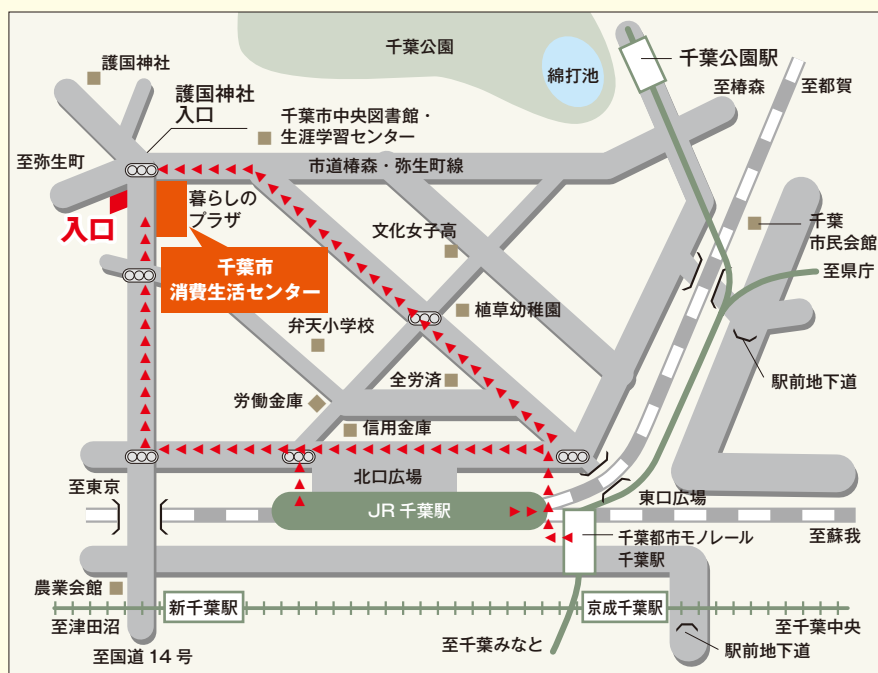 千葉公園
綿打池
千葉公園駅
護国神社
護国神社
入口
千葉市中央図書館・
生涯学習センター
至椿森
至都賀
至弥生町
市道椿森・弥生町線
入口
暮らしの
プラザ
千葉市
消費生活センター
文化女子高
千葉
市民会館
至県庁
弁天小学校
植草幼稚園
駅前地下道
全労済
労働金庫
信用金庫
至東京
北口広場
JR 千葉駅
東口広場
千葉都市モノレール
千葉駅
至蘇我
農業会館
新千葉駅
京成千葉駅
至津田沼
至千葉中央
至千葉みなと
駅前地下道
至国道 14 号